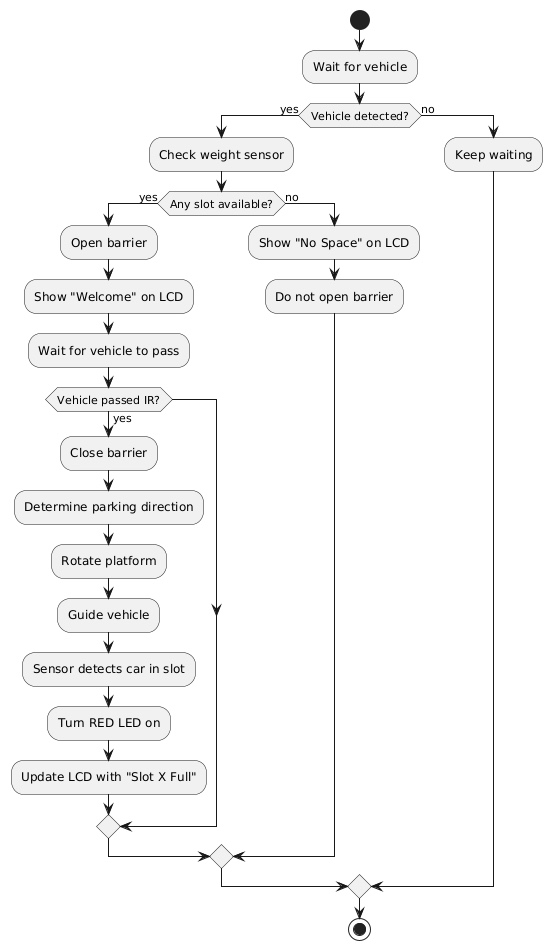 Wait for vehicle
yes
Vehicle detected?
no
Check weight sensor
Keep waiting
yes
Any slot available?
no
Open barrier
Show "No Space" on LCD
Show "Welcome" on LCD
Do not open barrier
Wait for vehicle to pass
Vehicle passed IR?
yes
Close barrier
Determine parking direction
Rotate platform
Guide vehicle
Sensor detects car in slot
Turn RED LED on
Update LCD with "Slot X Full"